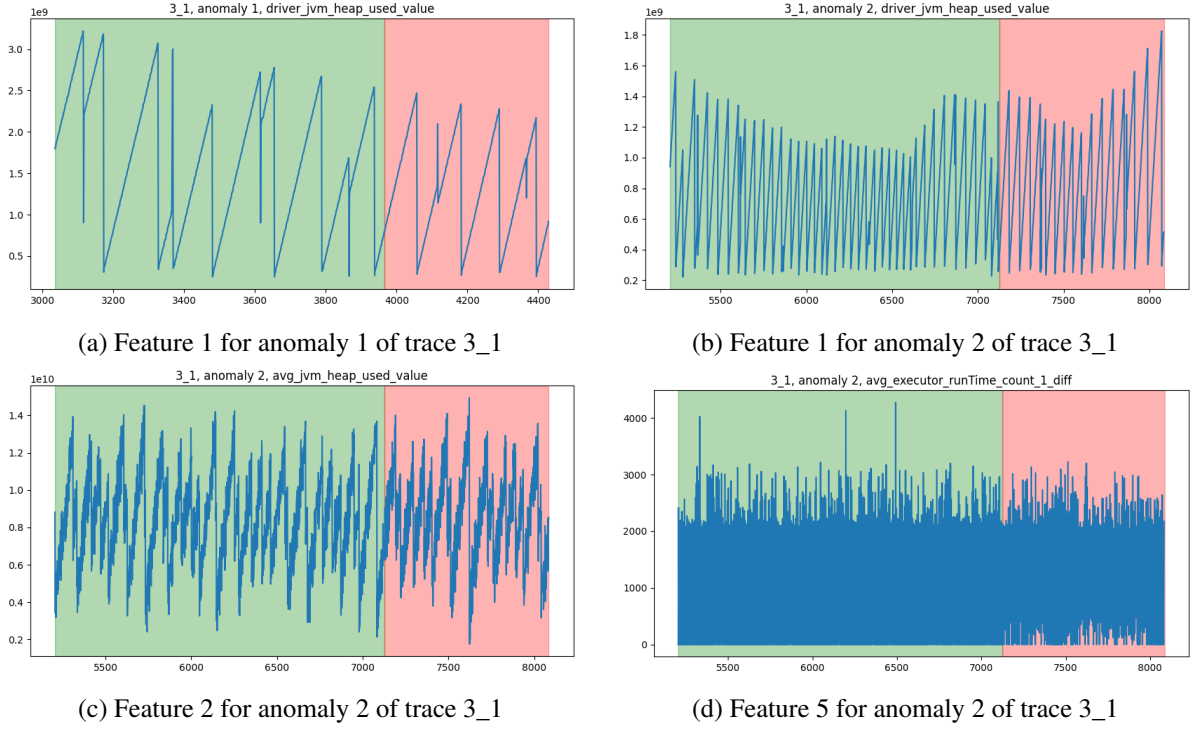 3_1, anomaly 1, driver_jvm_heap_used_value
1e9
3.0
2.5
2.0
1.5
1.0
0.5
3000 3200 3400 3600 3800 4000 4200 4400
(a) Feature 1 for anomaly 1 of trace 3_1
3_1, anomaly 2, driver_jvm_heap_used_value
1e9
1.8
1.6
1.4
1.2
1.0
0.8
0.6
0.4
0.2
5500 6000 6500 7000 7500 8000
(b) Feature 1 for anomaly 2 of trace 3_1
3_1, anomaly 2, avg_jvm_heap_used_value
1e10
1.4
1.2
1.0
0.8
0.6
0.4
0.2
5500 6000 6500 7000 7500 8000
(c) Feature 2 for anomaly 2 of trace 3_1
3_1, anomaly 2, avg_executor_runTime_count_1_diff
4000
3000
2000
1000
0
5500 6000 6500 7000 7500 8000
(d) Feature 5 for anomaly 2 of trace 3_1